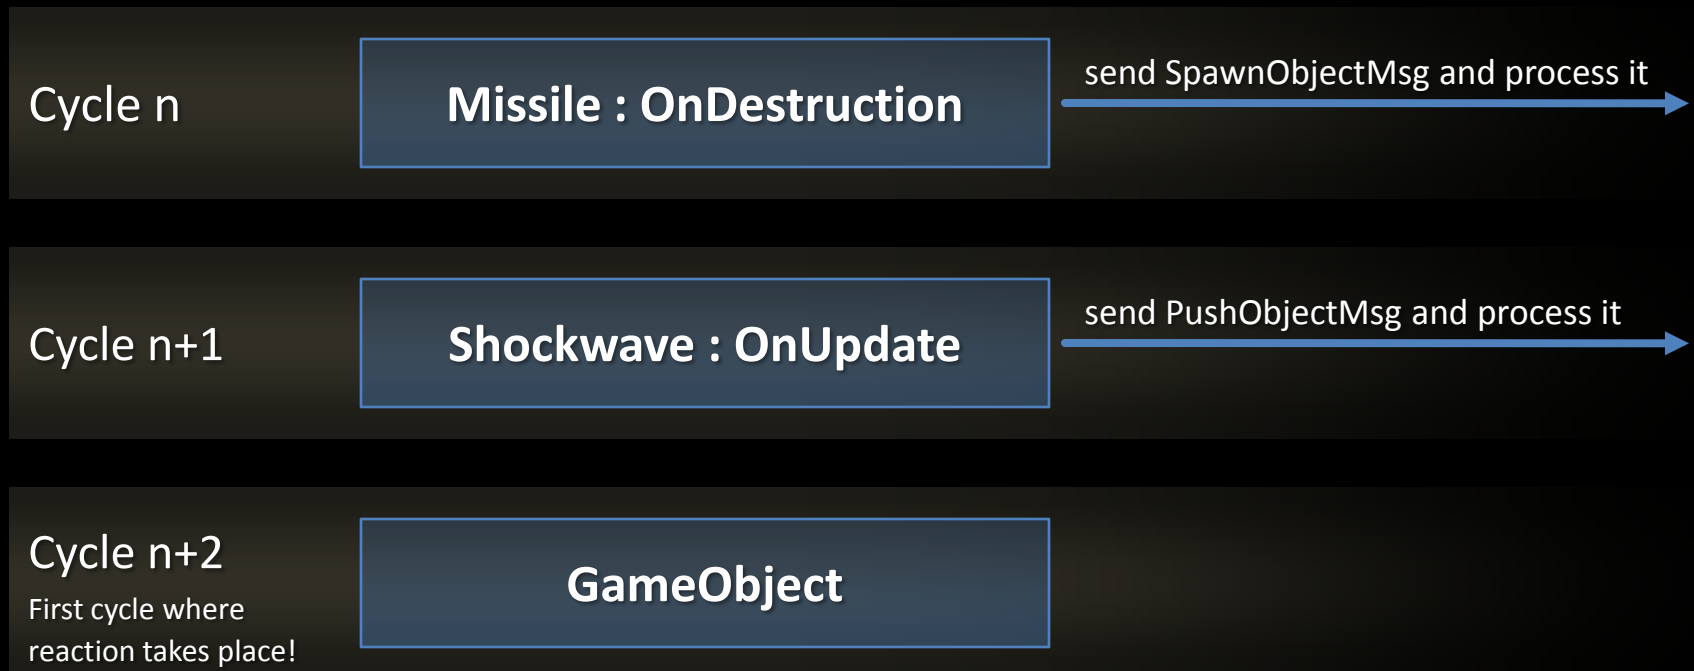 Cycle n
Missile : OnDestruction
send SpawnObjectMsg and process it
Cycle n+1
Shockwave : OnUpdate
send PushObjectMsg and process it
Cycle n+2
First cycle where
reaction takes place!
GameObject